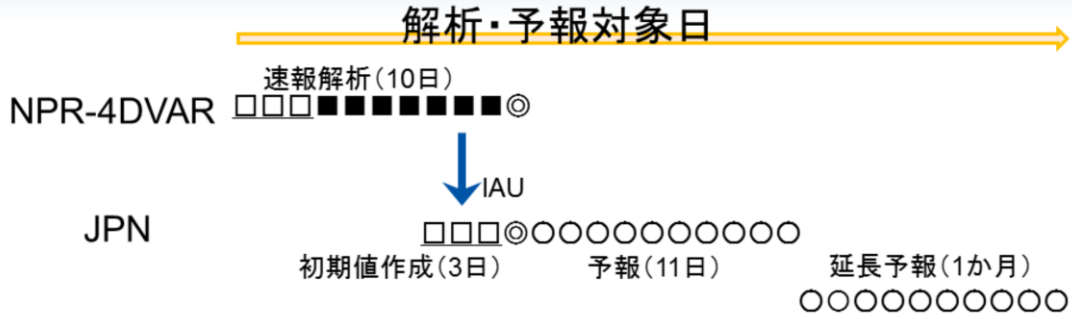 解析・予報対象日
速報解析(10日)
NPR-4DVAR □□□■■■■■■■◎
IAU
JPN □□□◎○○○○○○○○○○
初期値作成(3日) 予報(11日) 延長予報(1か月)
○○○○○○○○○○